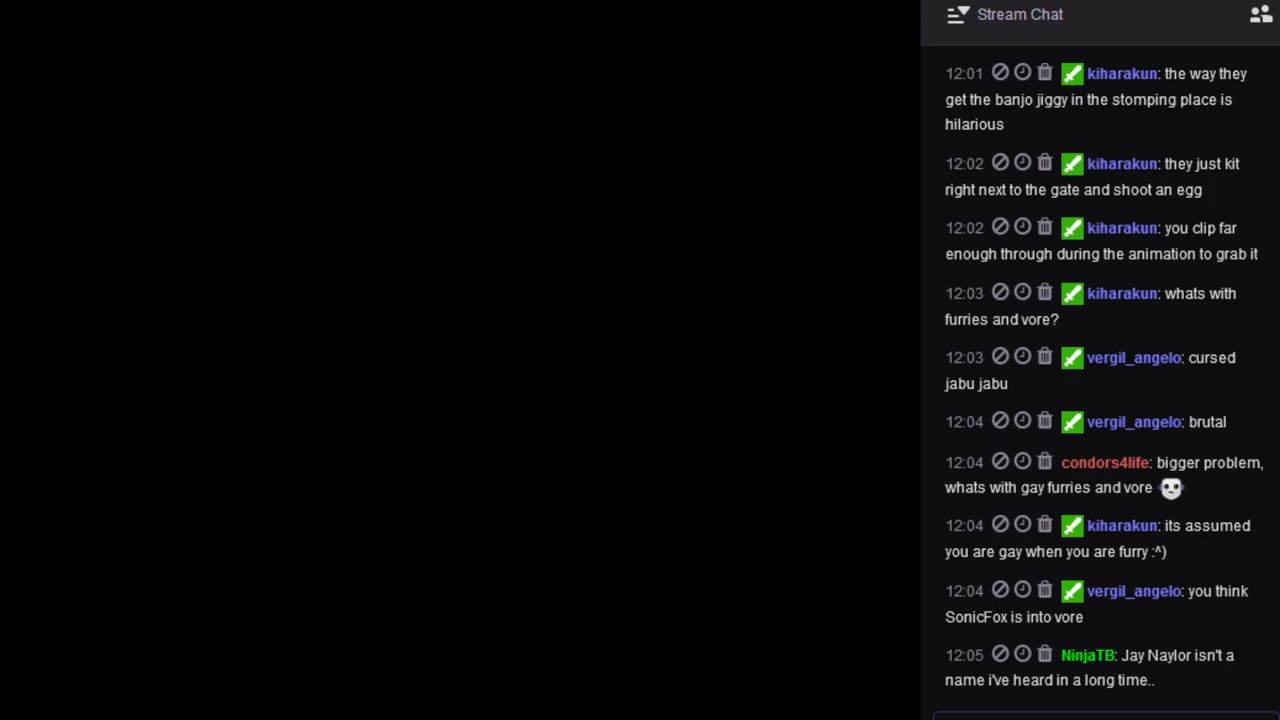 Stream Chat
12:01 kiharakun: the way they
get the banjo jiggy in the stomping place is
hilarious
12:02 kiharakun: they just kit
right next to the gate and shoot an egg
12:02 kiharakun: you clip far
enough through during the animation to grab it
12:03 kiharakun: whats with
furries and vore?
12:03 vergil_angelo: cursed
jabu jabu
12:04 vergil_angelo: brutal
12:04 condors4life: bigger problem,
whats with gay furries and vore
12:04 kiharakun: its assumed
you are gay when you are furry :^)
12:04 vergil_angelo: you think
SonicFox is into vore
12:05 NinjaTB: Jay Naylor isn't a
name i've heard in a long time..